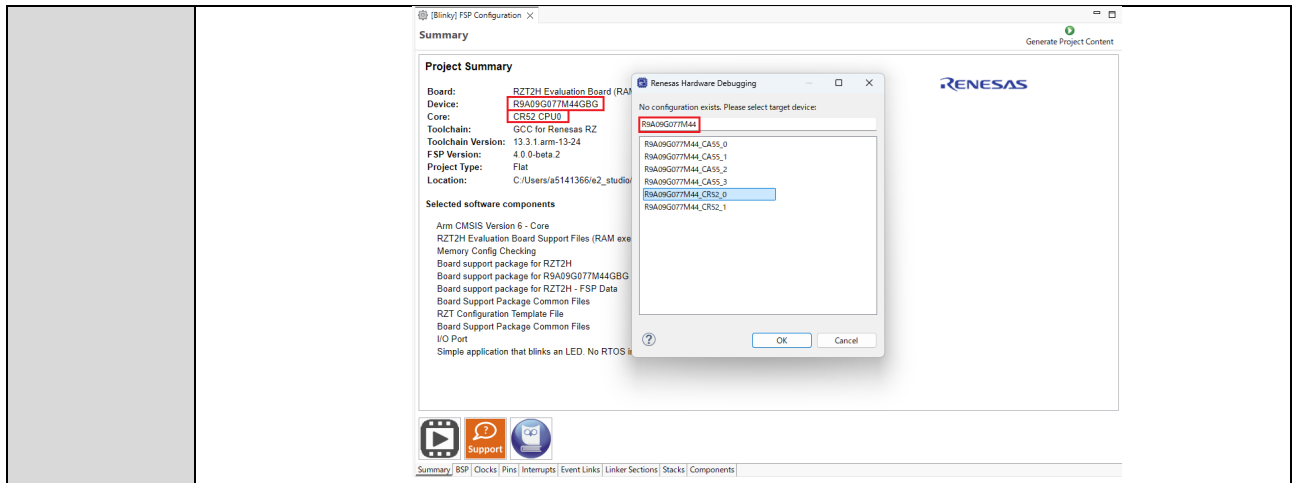 [Blinky] FSP Configuration
Summary
Generate Project Content
Project Summary
RENESAS
Board: RZT2H Evaluation Board (RAM
Device: R9A09G077M44GBG
Core: CR52 CPU0
Toolchain: GCC for Renesas RZ
Toolchain Version: 13.3.1.arm-13-24
FSP Version: 4.0.0-beta.2
Project Type: Flat
Location: C:/Users/a5141366/e2_studio/
Selected software components
Arm CMSIS Version 6 - Core
RZT2H Evaluation Board Support Files (RAM exe
Memory Config Checking
Board support package for RZT2H
Board support package for R9A09G077M44GBG
Board support package for RZT2H - FSP Data
Board Support Package Common Files
RZT Configuration Template File
Board Support Package Common Files
I/O Port
Simple application that blinks an LED. No RTOS i
Renesas Hardware Debugging
No configuration exists. Please select target device:
R9A09G077M44
R9A09G077M44_CA55_0
R9A09G077M44_CA55_1
R9A09G077M44_CA55_2
R9A09G077M44_CA55_3
R9A09G077M44_CR52_0
R9A09G077M44_CR52_1
OK Cancel
Support
Summary BSP Clocks Pins Interrupts Event Links Linker Sections Stacks Components